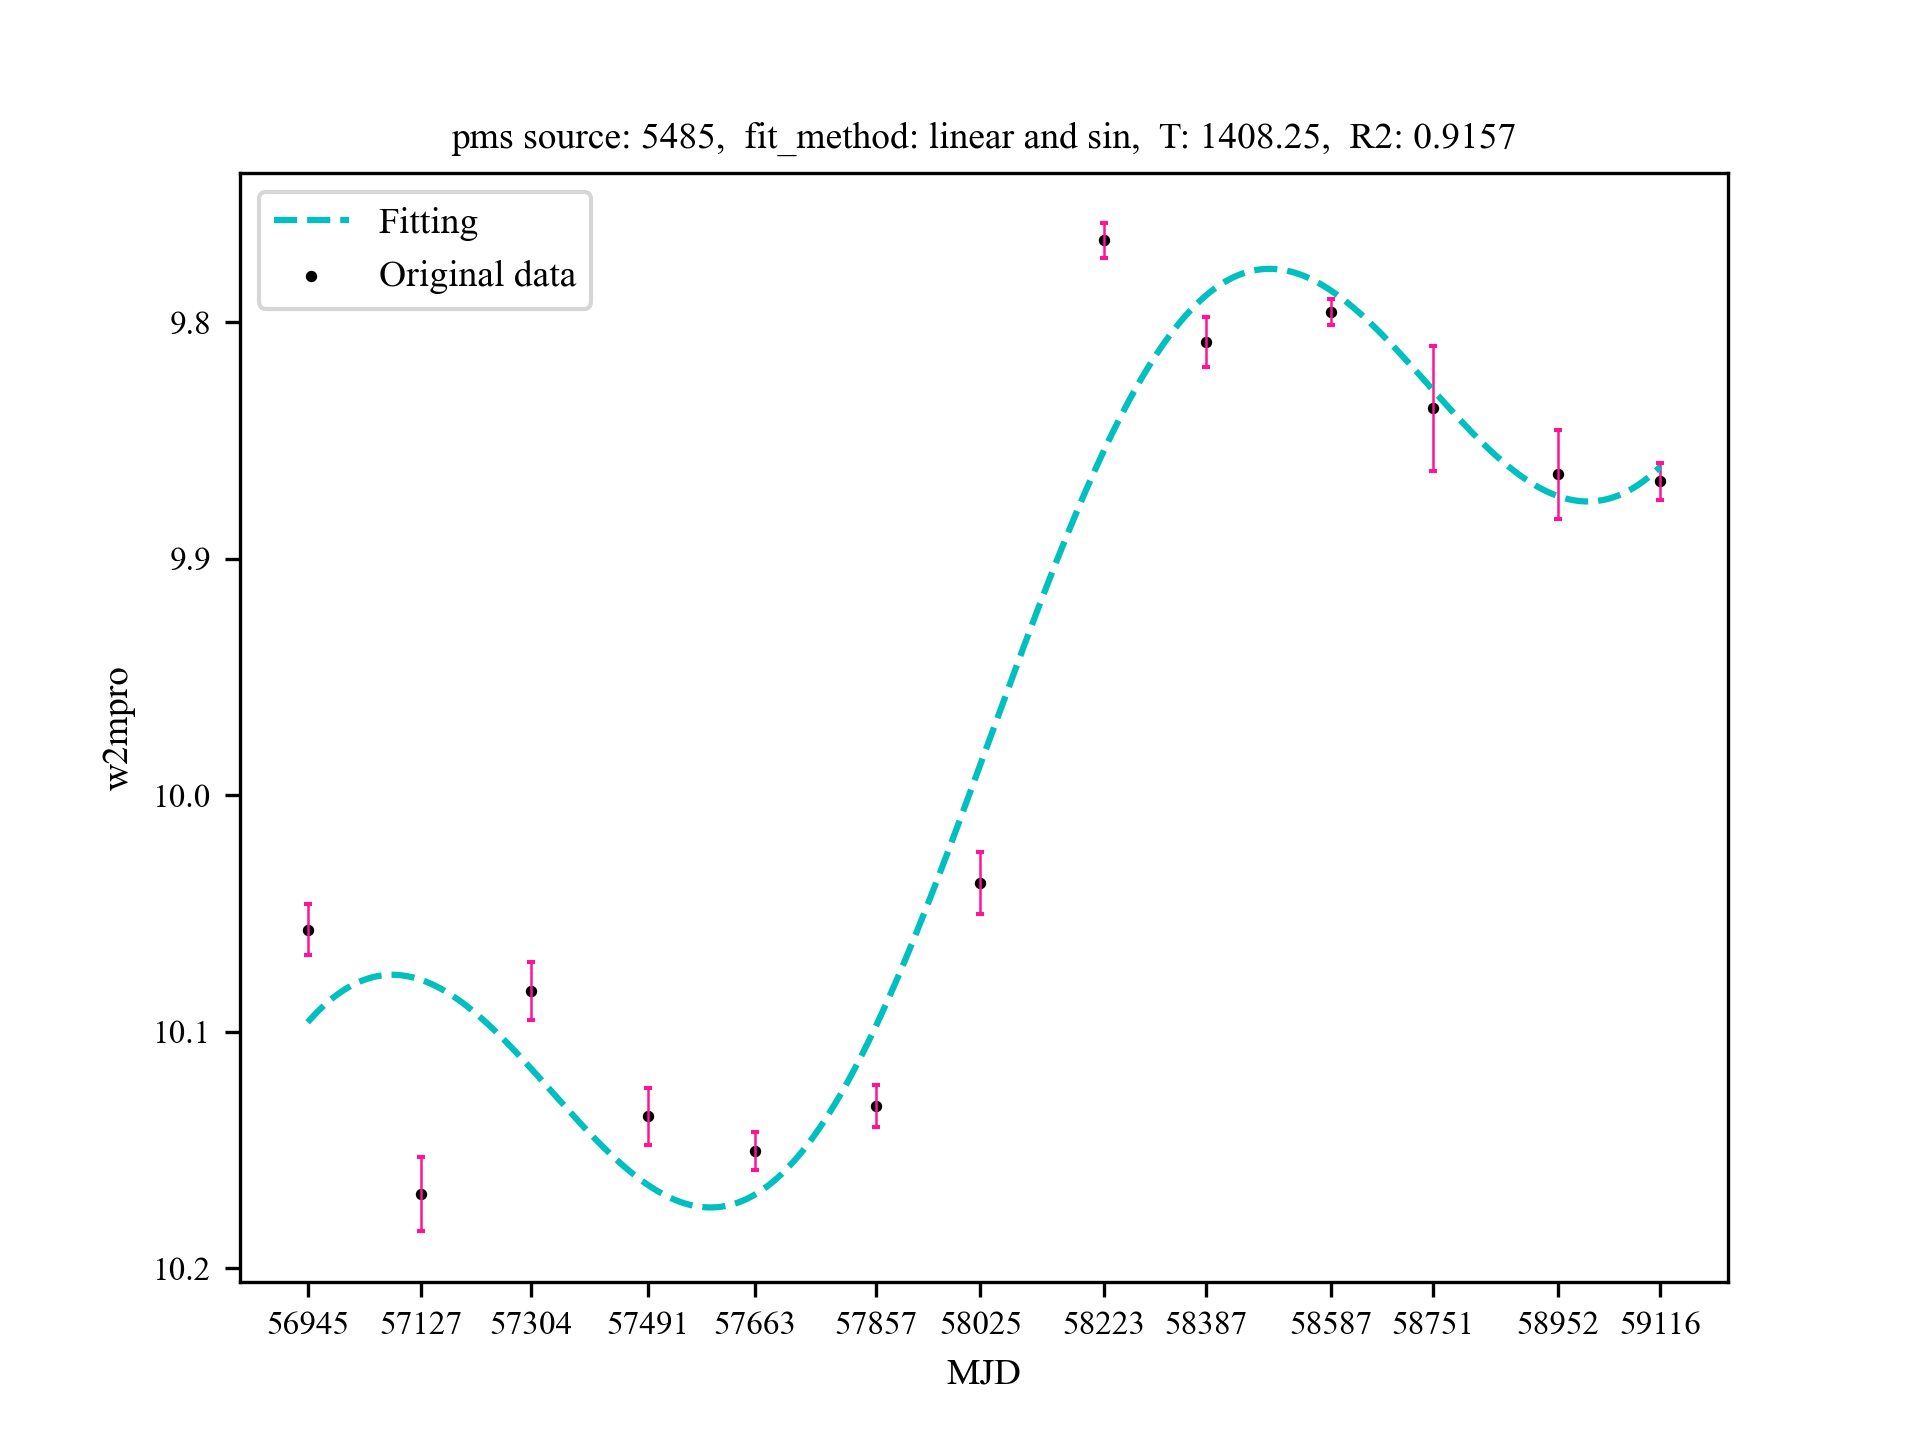 pms source: 5485,  fit_method: linear and sin,  T: 1408.25,  R2: 0.9157
Fitting
Original data
9.8
9.9
10.0
10.1
10.2
w2mpro
56945 57127 57304 57491 57663 57857 58025 58223 58387 58587 58751 58952 59116
MJD